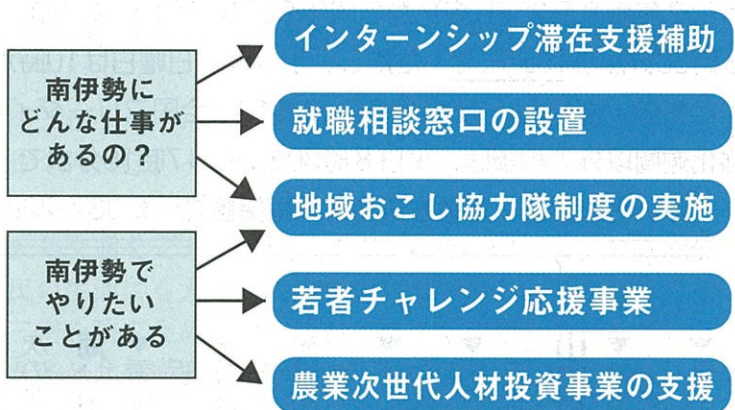 南伊勢に
どんな仕事が
あるの?
インターンシップ滞在支援補助
就職相談窓口の設置
地域おこし協力隊制度の実施
南伊勢で
やりたい
ことがある
若者チャレンジ応援事業
農業次世代人材投資事業の支援